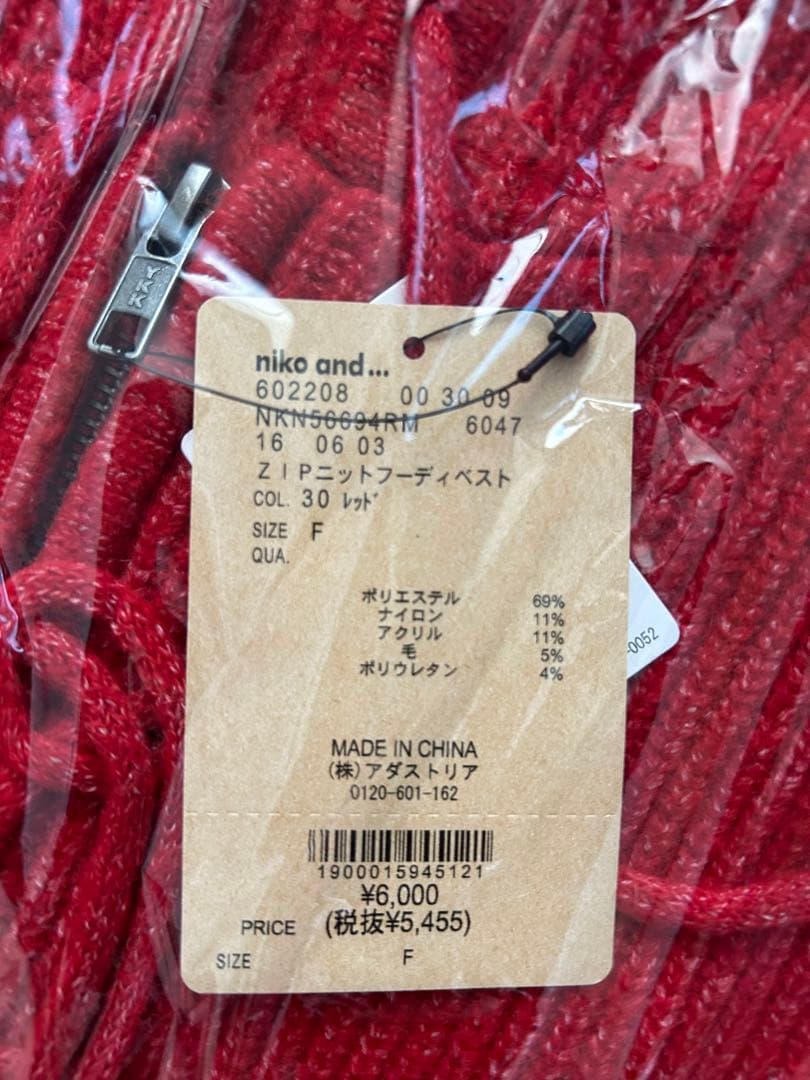 YKK
niko and...
602208 00 30 09
NKN56694RM 6047
16 06 03
ZIPニットフーディベスト
COL. 30 ﾚｯﾄﾞ
SIZE F
QUA.
ポリエステル 69%
ナイロン 11%
アクリル 11%
毛 5%
ポリウレタン 4%
-0052
MADE IN CHINA
(株)アダストリア
0120-601-162
1900015945121
¥6,000
PRICE (税抜¥5,455)
SIZE F